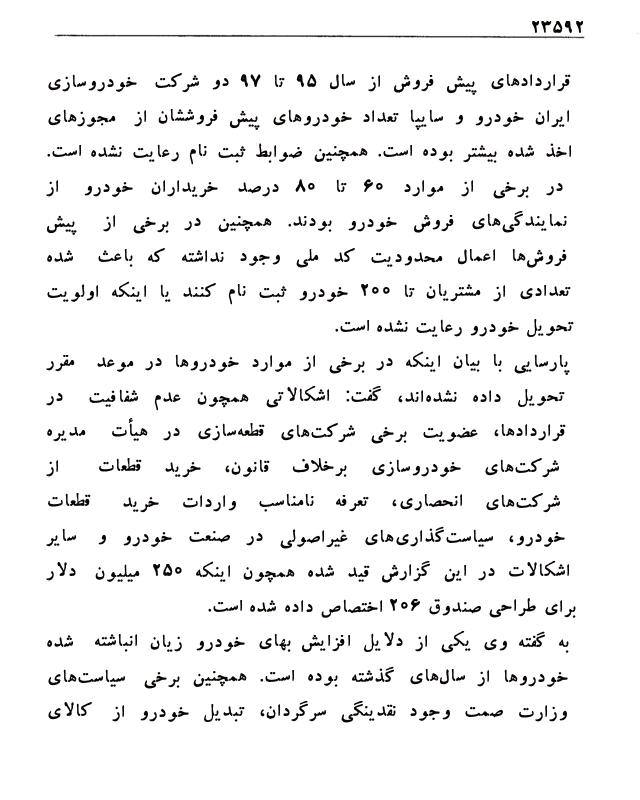 ۲۳۵۹۲
قراردادهای پیش فروش از سال ۹۵ تا ۹۷ دو شرکت خودروسازی
ایران خودرو و سایپا تعداد خودروهای پیش فروششان از مجوزهای
اخذ شده بیشتر بوده است. همچنین ضوابط ثبت نام رعایت نشده است.
در برخی از موارد ۶۰ تا ۸۰ درصد خریداران خودرو از
نمایندگی‌های فروش خودرو بودند. همچنین در برخی از پیش
فروش‌ها اعمال محدودیت کد ملی وجود نداشته که باعث شده
تعدادی از مشتریان تا ۲۰۰ خودرو ثبت نام کنند یا اینکه اولویت
تحویل خودرو رعایت نشده است.
پارسایی با بیان اینکه در برخی از موارد خودروها در موعد مقرر
تحویل داده نشده‌اند، گفت: اشکالاتی همچون عدم شفافیت در
قراردادها، عضویت برخی شرکت‌های قطعه‌سازی در هیأت مدیره
شرکت‌های خودروسازی برخلاف قانون، خرید قطعات از
شرکت‌های انحصاری، تعرفه نامناسب واردات خرید قطعات
خودرو، سیاست‌گذاری‌های غیراصولی در صنعت خودرو و سایر
اشکالات در این گزارش قید شده همچون اینکه ۲۵۰ میلیون دلار
برای طراحی صندوق ۲۰۶ اختصاص داده شده است.
به گفته وی یکی از دلایل افزایش بهای خودرو زیان انباشته شده
خودروها از سال‌های گذشته بوده است. همچنین برخی سیاست‌های
وزارت صمت وجود نقدینگی سرگردان، تبدیل خودرو از کالای